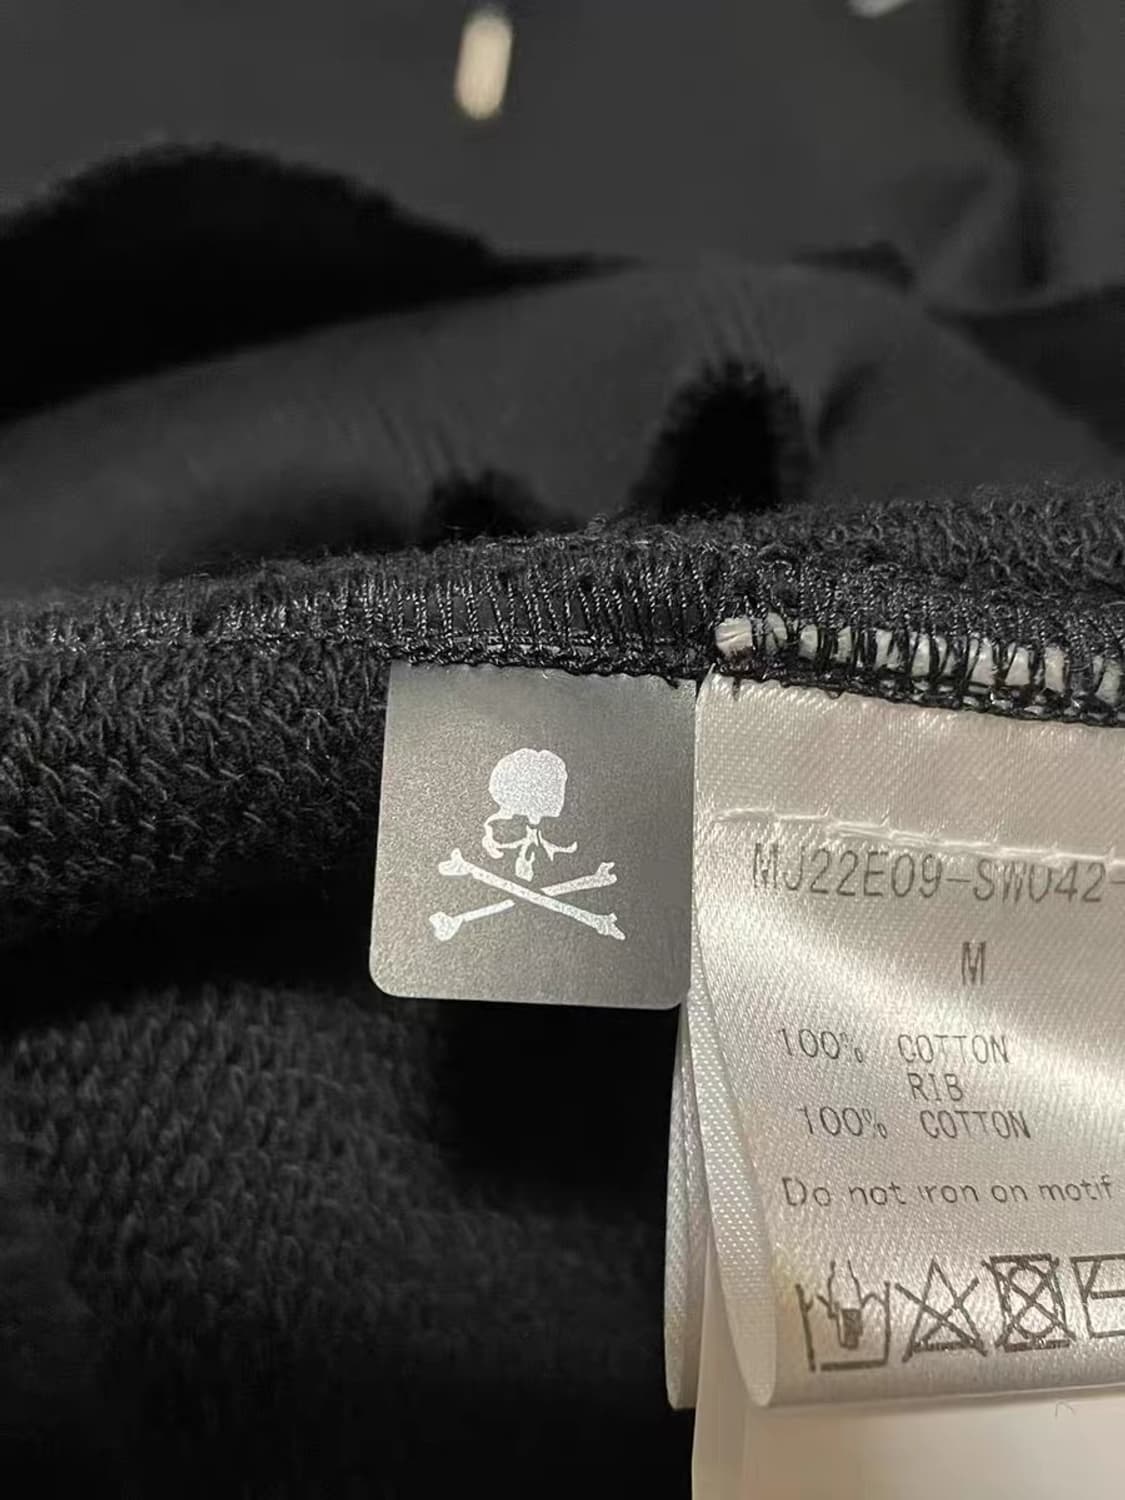 MJ22E09-SW042-
M
100% COTTON
RIB
100% COTTON
Do not iron on motif